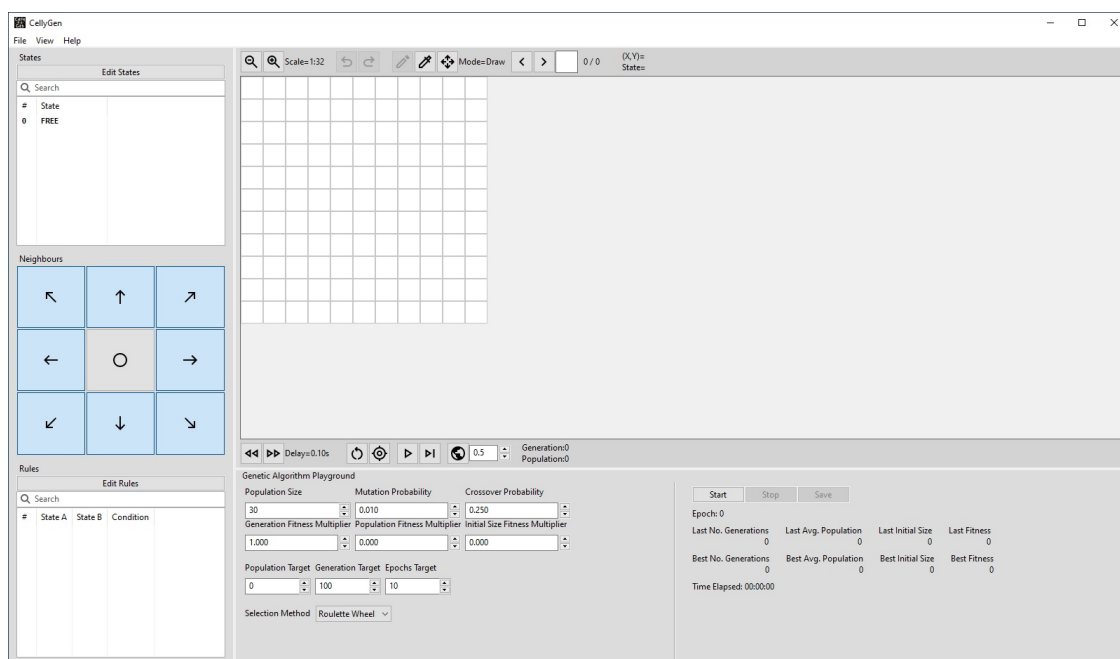 CellyGen
File View Help
States
Edit States
Search
# State
0 FREE
Neighbours
Rules
Edit Rules
Search
# State A State B Condition
Scale=1:32 Mode=Draw 0 / 0 (X,Y)=
State=
Delay=0.10s 0.5 Generation:0
Population:0
Genetic Algorithm Playground
Population Size Mutation Probability Crossover Probability
30 0.010 0.250
Generation Fitness Multiplier Population Fitness Multiplier Initial Size Fitness Multiplier
1.000 0.000 0.000
Population Target Generation Target Epochs Target
0 100 10
Selection Method Roulette Wheel
Start Stop Save
Epoch: 0
Last No. Generations Last Avg. Population Last Initial Size Last Fitness
0 0 0 0
Best No. Generations Best Avg. Population Best Initial Size Best Fitness
0 0 0 0
Time Elapsed: 00:00:00